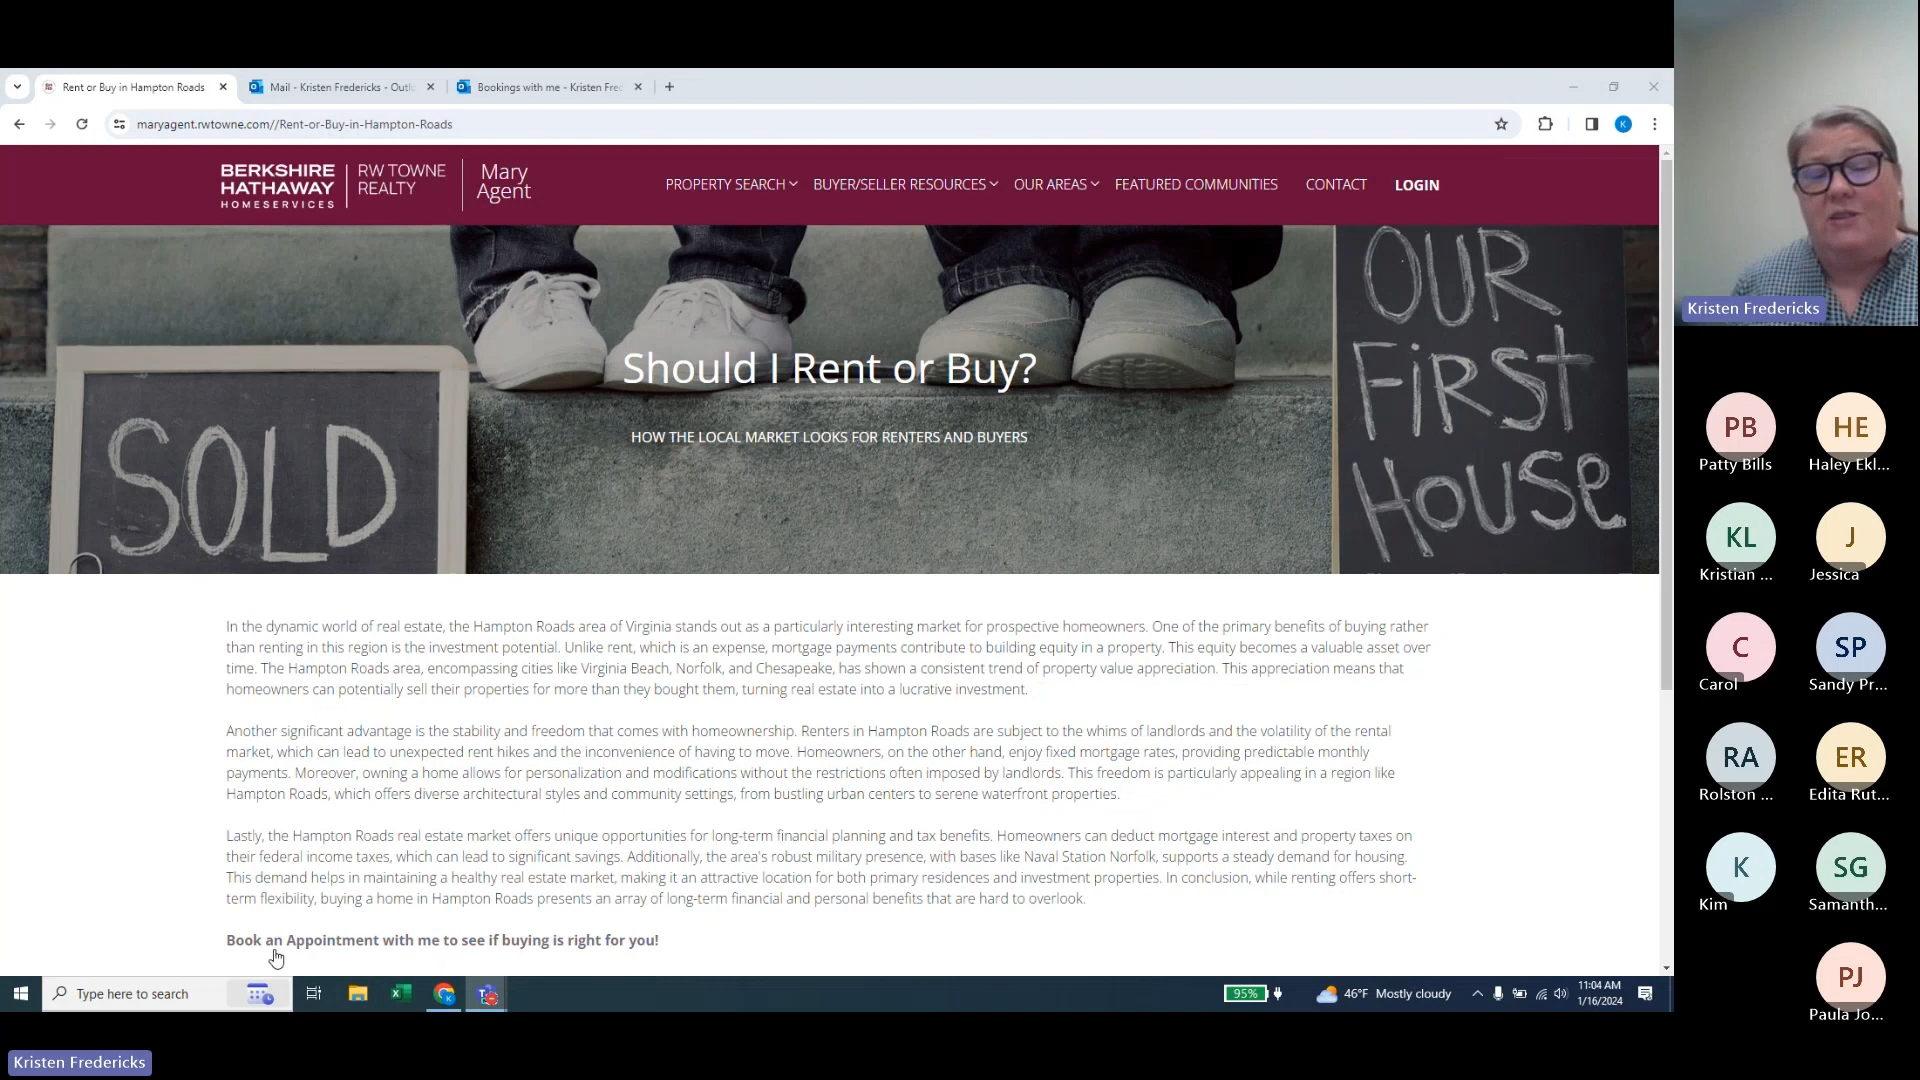 Rent or Buy in Hampton Roads
Mail - Kristen Fredericks - Outl
Bookings with me - Kristen Fre
maryagent.rwtowne.com//Rent-or-Buy-in-Hampton-Roads
K
BERKSHIRE
HATHAWAY
HOMESERVICES
RW TOWNE
REALTY
Mary
Agent
PROPERTY SEARCH
BUYER/SELLER RESOURCES
OUR AREAS
FEATURED COMMUNITIES
CONTACT
LOGIN
SOLD
Should I Rent or Buy?
HOW THE LOCAL MARKET LOOKS FOR RENTERS AND BUYERS
OUR
FIRST
HOUSE
In the dynamic world of real estate, the Hampton Roads area of Virginia stands out as a particularly interesting market for prospective homeowners. One of the primary benefits of buying rather
than renting in this region is the investment potential. Unlike rent, which is an expense, mortgage payments contribute to building equity in a property. This equity becomes a valuable asset over
time. The Hampton Roads area, encompassing cities like Virginia Beach, Norfolk, and Chesapeake, has shown a consistent trend of property value appreciation. This appreciation means that
homeowners can potentially sell their properties for more than they bought them, turning real estate into a lucrative investment.
Another significant advantage is the stability and freedom that comes with homeownership. Renters in Hampton Roads are subject to the whims of landlords and the volatility of the rental
market, which can lead to unexpected rent hikes and the inconvenience of having to move. Homeowners, on the other hand, enjoy fixed mortgage rates, providing predictable monthly
payments. Moreover, owning a home allows for personalization and modifications without the restrictions often imposed by landlords. This freedom is particularly appealing in a region like
Hampton Roads, which offers diverse architectural styles and community settings, from bustling urban centers to serene waterfront properties.
Lastly, the Hampton Roads real estate market offers unique opportunities for long-term financial planning and tax benefits. Homeowners can deduct mortgage interest and property taxes on
their federal income taxes, which can lead to significant savings. Additionally, the area's robust military presence, with bases like Naval Station Norfolk, supports a steady demand for housing.
This demand helps in maintaining a healthy real estate market, making it an attractive location for both primary residences and investment properties. In conclusion, while renting offers short-
term flexibility, buying a home in Hampton Roads presents an array of long-term financial and personal benefits that are hard to overlook.
Book an Appointment with me to see if buying is right for you!
Type here to search
95%
46°F Mostly cloudy
11:04 AM
1/16/2024
Kristen Fredericks
Kristen Fredericks
PB
Patty Bills
HE
Haley Ekl...
KL
Kristian ...
J
Jessica
C
Carol
SP
Sandy Pr...
RA
Rolston ...
ER
Edita Rut...
K
Kim
SG
Samanth...
PJ
Paula Jo...